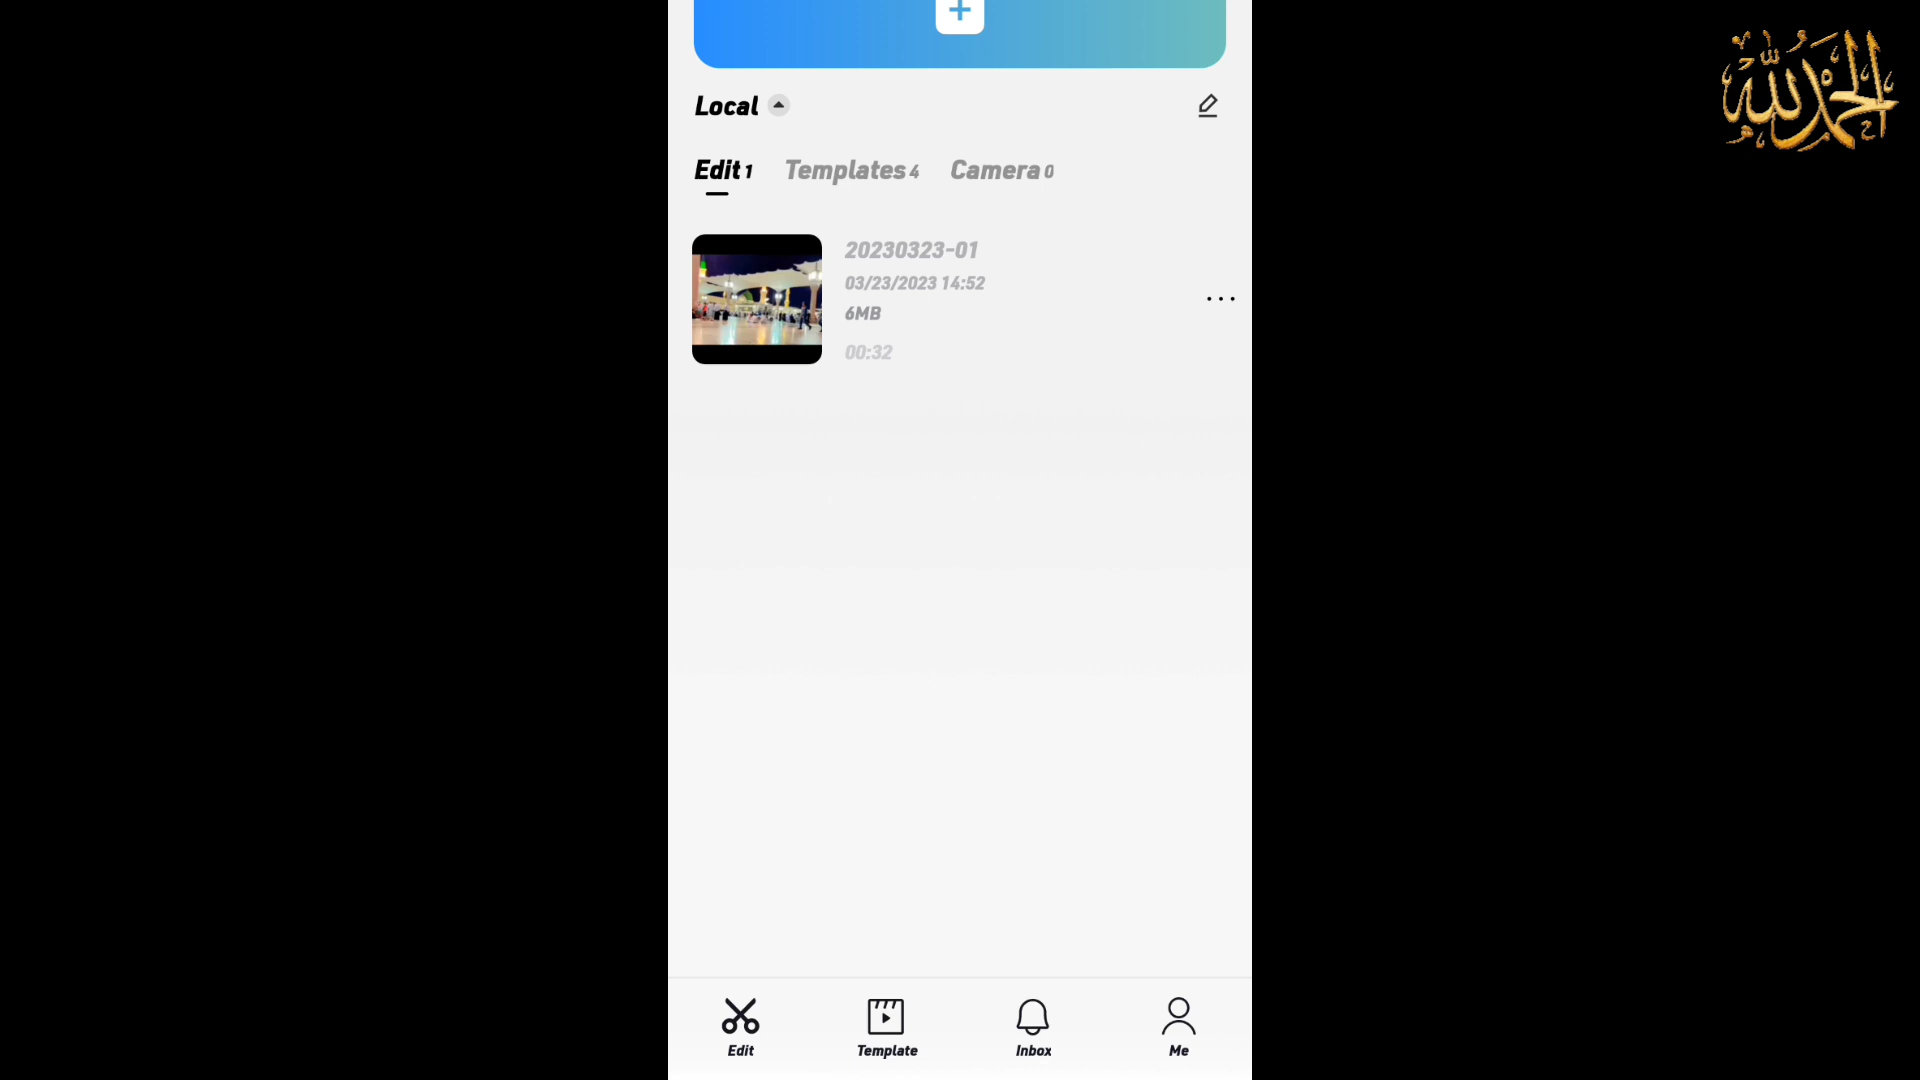 الحمد لله
Local
Edit 1 Templates 4 Camera 0
20230323-01
03/23/2023 14:52
6MB
00:32
Edit Template Inbox Me